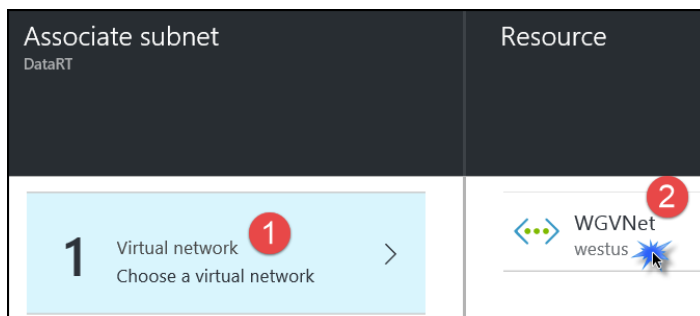 Associate subnet
DataRT
Resource
1
Virtual network
1
Choose a virtual network
2
WGVNet
westus